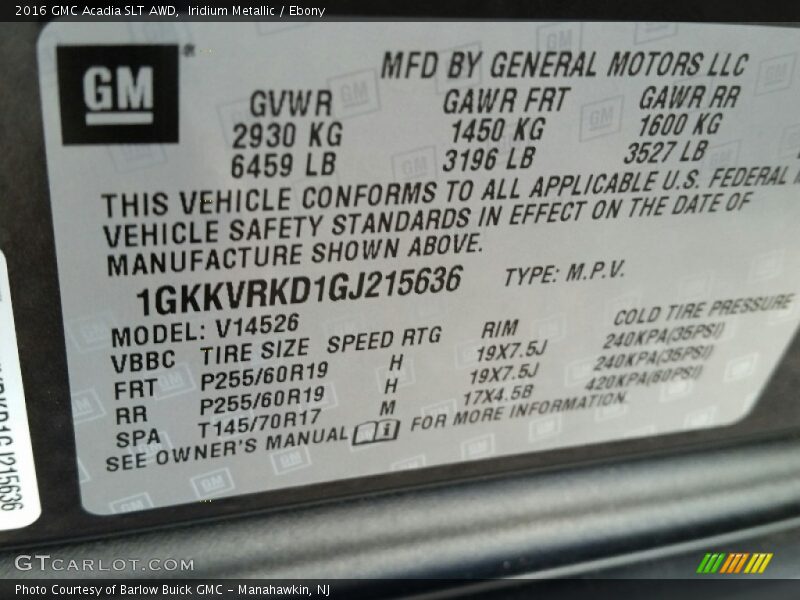 2016 GMC Acadia SLT AWD,  Iridium Metallic / Ebony
GM
®
MFD BY GENERAL MOTORS LLC
GVWR GAWR FRT GAWR RR
2930 KG 1450 KG 1600 KG
6459 LB 3196 LB 3527 LB
THIS VEHICLE CONFORMS TO ALL APPLICABLE U.S. FEDERAL
VEHICLE SAFETY STANDARDS IN EFFECT ON THE DATE OF
MANUFACTURE SHOWN ABOVE.
1GKKVRKD1GJ215636 TYPE: M.P.V.
MODEL: V14526
VBBC TIRE SIZE SPEED RTG RIM COLD TIRE PRESSURE
FRT P255/60R19 H 19X7.5J 240KPA(35PSI)
RR P255/60R19 H 19X7.5J 240KPA(35PSI)
SPA T145/70R17 M 17X4.5B 420KPA(60PSI)
SEE OWNER'S MANUAL FOR MORE INFORMATION.
GTCARLOT.COM
Photo Courtesy of Barlow Buick GMC – Manahawkin, NJ